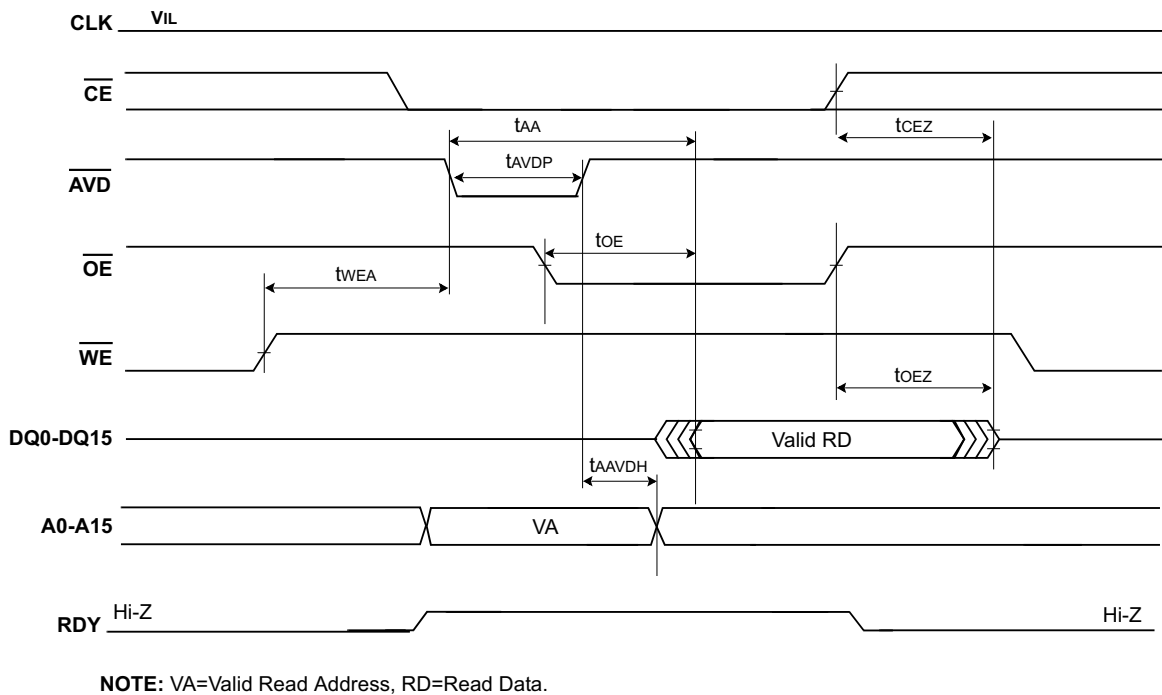 CLK VIL
CE
tAA
tCEZ
AVD
tAVDP
OE
tOE
tWEA
WE
tOEZ
DQ0-DQ15
Valid RD
tAAVDH
A0-A15
VA
RDY
Hi-Z
Hi-Z
NOTE: VA=Valid Read Address, RD=Read Data.